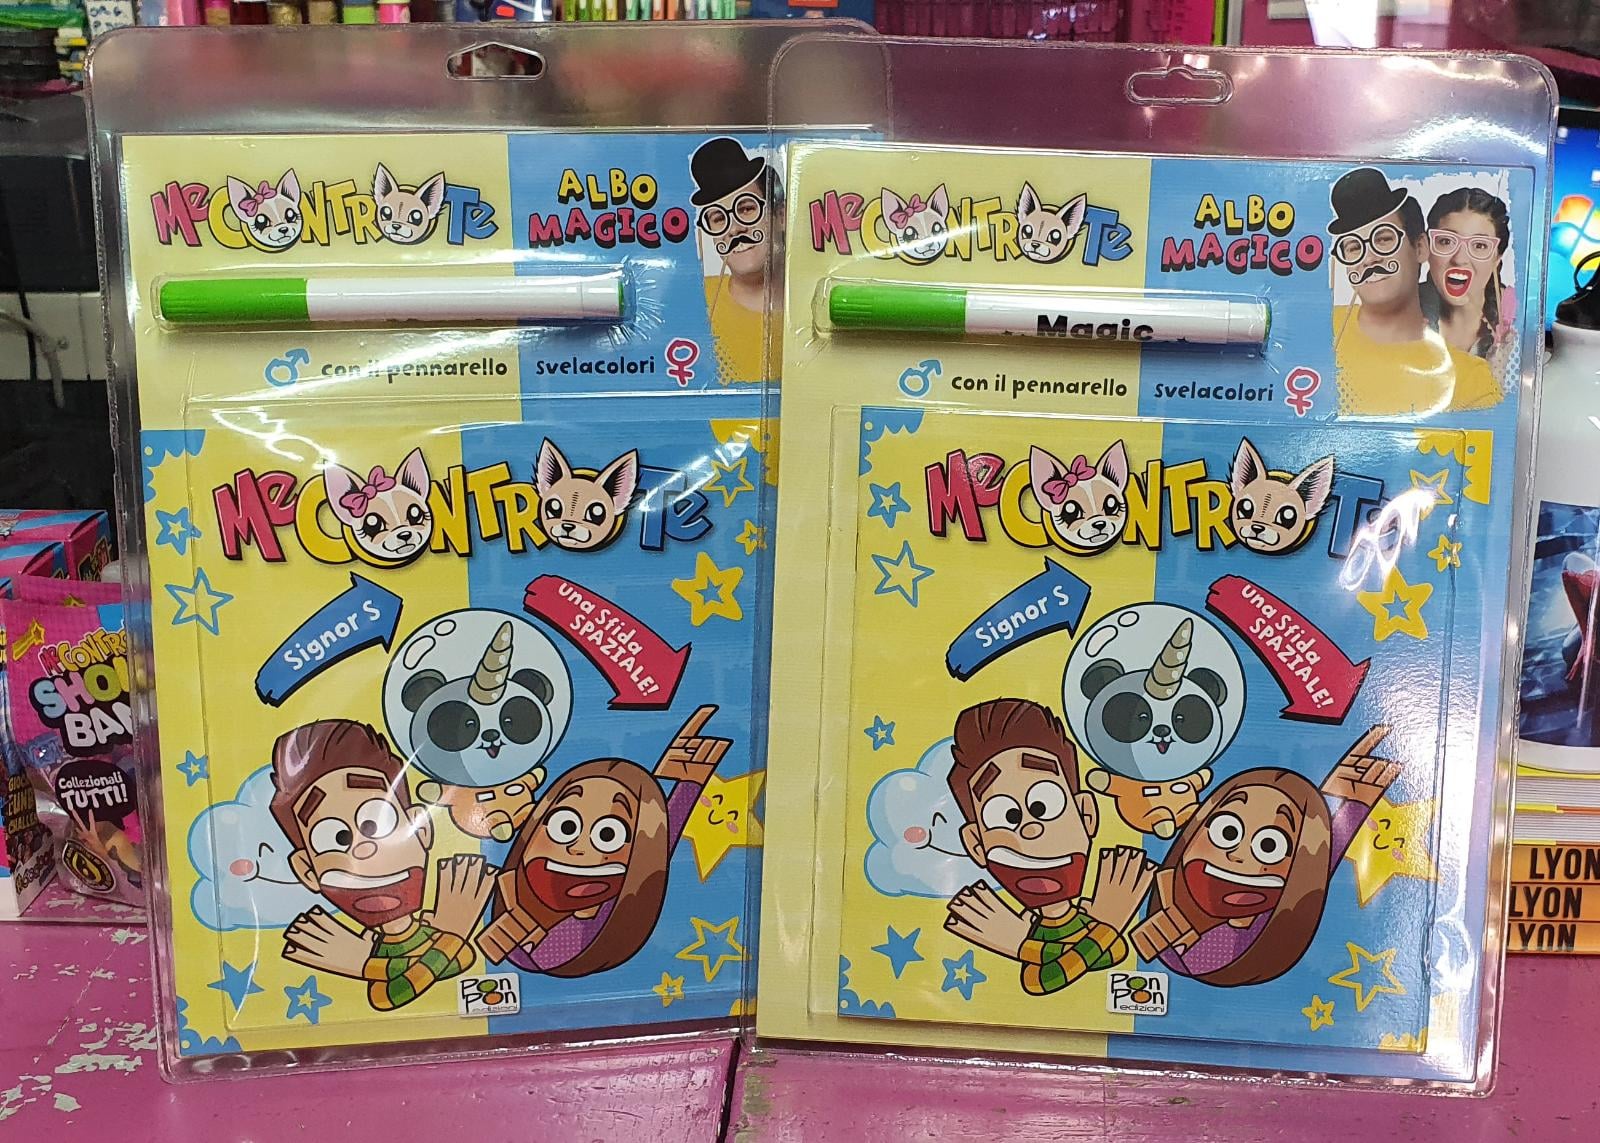 Me CONTRO Te
ALBO
MAGICO
con il pennarello svelacolori
Me CONTRO Te
Signor S
una Sfida
SPAZIALE!
Pon
Pon
edizioni
Me CONTRO Te
ALBO
MAGICO
Magic
con il pennarello svelacolori
Me CONTRO Te
Signor S
una Sfida
SPAZIALE!
Pon
Pon
edizioni
Collezionali
TUTTI!
LYON
LYON
LYON